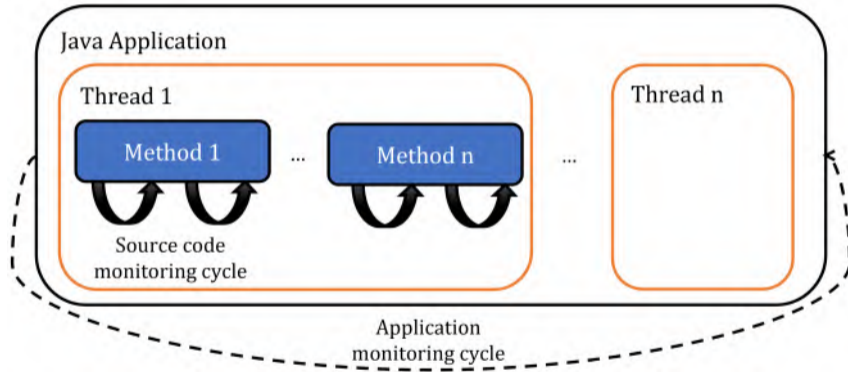 Java Application
Thread 1
Thread n
Method 1
...
Method n
...
Source code
monitoring cycle
Application
monitoring cycle